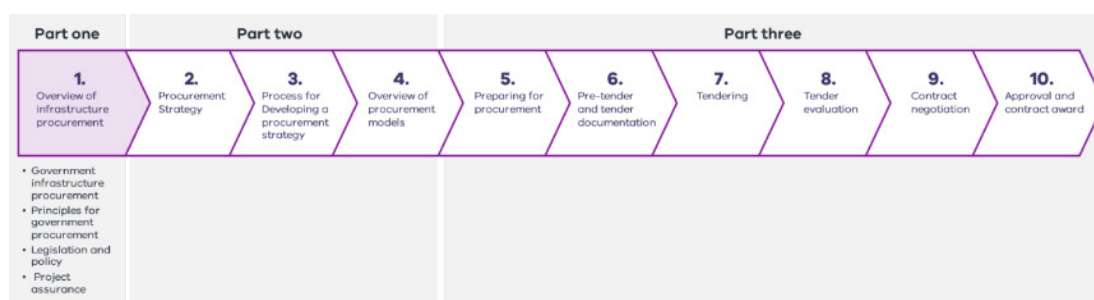 Part one
Part two
Part three
1.
Overview of
infrastructure
procurement
2.
Procurement
Strategy
3.
Process for
Developing a
procurement
strategy
4.
Overview of
procurement
models
5.
Preparing for
procurement
6.
Pre-tender
and tender
documentation
7.
Tendering
8.
Tender
evaluation
9.
Contract
negotiation
10.
Approval and
contract award
• Government
infrastructure
procurement
• Principles for
government
procurement
• Legislation and
policy
• Project
assurance